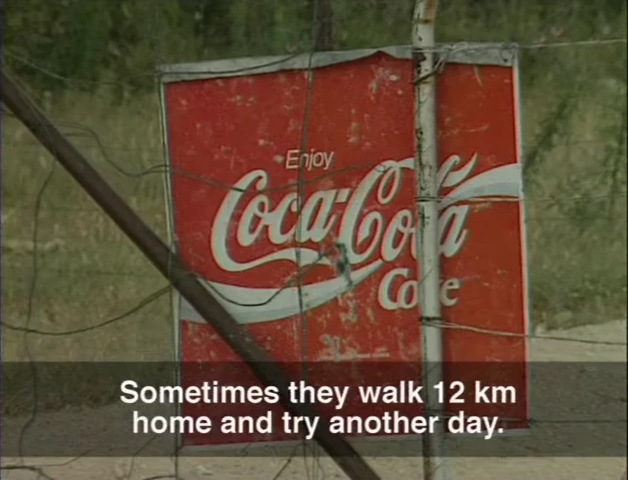 Enjoy
Coca-Cola
Coke
Sometimes they walk 12 km
home and try another day.